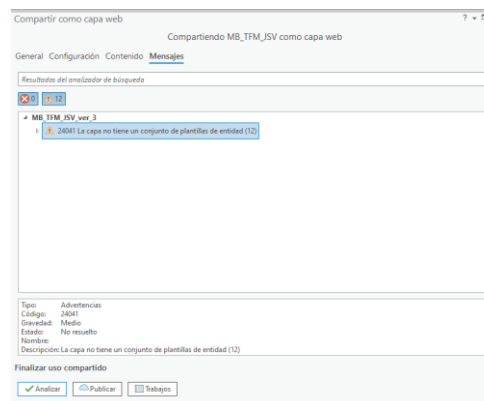 Compartir como capa web
?
Compartiendo MB_TFM_JSV como capa web
General Configuración Contenido Mensajes
Resultados del analizador de búsqueda
0 12
MB_TFM_JSV_ver_3
24041 La capa no tiene un conjunto de plantillas de entidad (12)
Tipo: Advertencias
Código: 24041
Gravedad: Medio
Estado: No resuelto
Nombre:
Descripción: La capa no tiene un conjunto de plantillas de entidad (12)
Finalizar uso compartido
Analizar Publicar Trabajos